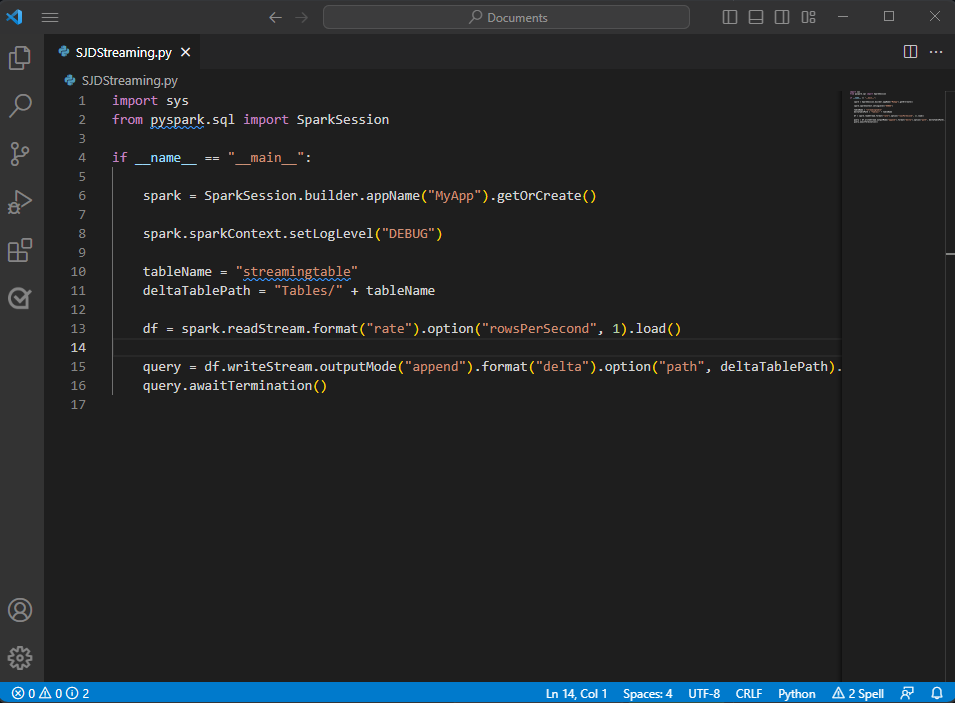 Documents
SJDStreaming.py
SJDStreaming.py
1 import sys
2 from pyspark.sql import SparkSession
3
4 if __name__ == "__main__":
5
6 spark = SparkSession.builder.appName("MyApp").getOrCreate()
7
8 spark.sparkContext.setLogLevel("DEBUG")
9
10 tableName = "streamingtable"
11 deltaTablePath = "Tables/" + tableName
12
13 df = spark.readStream.format("rate").option("rowsPerSecond", 1).load()
14
15 query = df.writeStream.outputMode("append").format("delta").option("path", deltaTablePath).
16 query.awaitTermination()
17
0 0 2 Ln 14, Col 1 Spaces: 4 UTF-8 CRLF Python 2 Spell